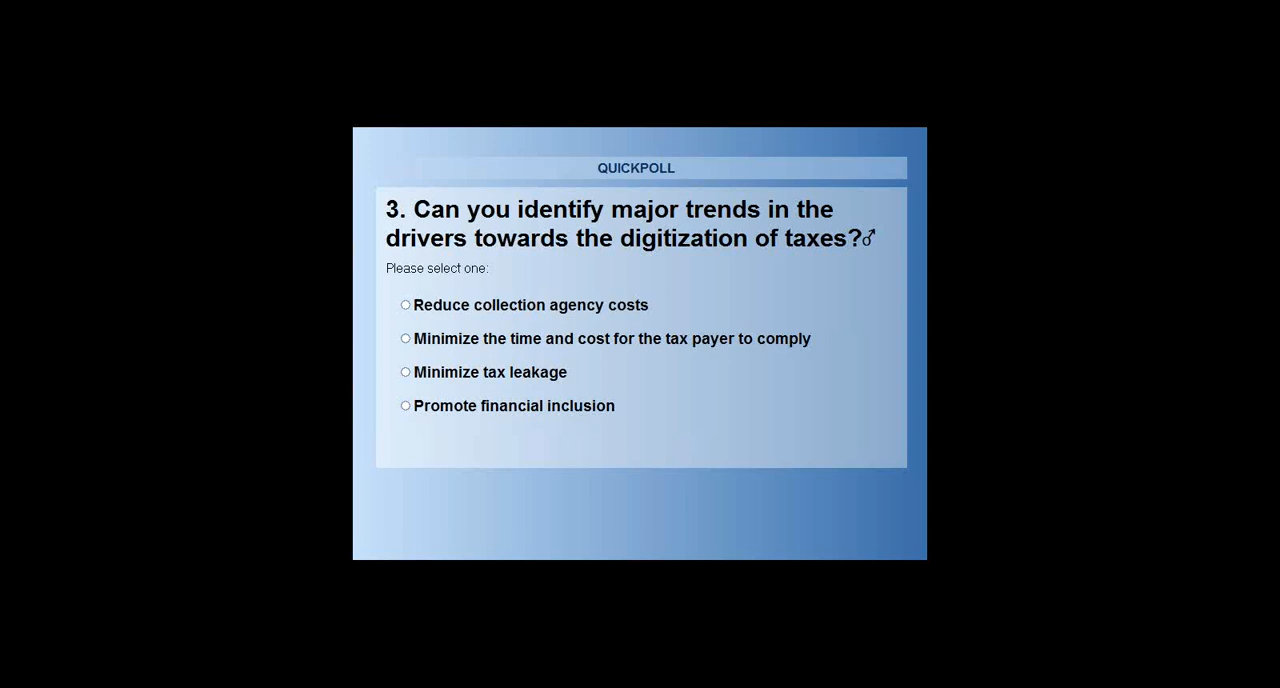 QUICKPOLL
3. Can you identify major trends in the
drivers towards the digitization of taxes?♂
Please select one:
Reduce collection agency costs
Minimize the time and cost for the tax payer to comply
Minimize tax leakage
Promote financial inclusion